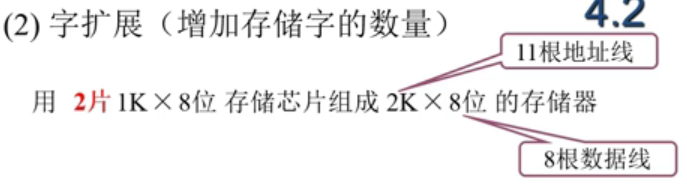 4.2
(2) 字扩展（增加存储字的数量）
11根地址线
用 2片 1K×8位 存储芯片组成 2K×8位 的存储器
8根数据线